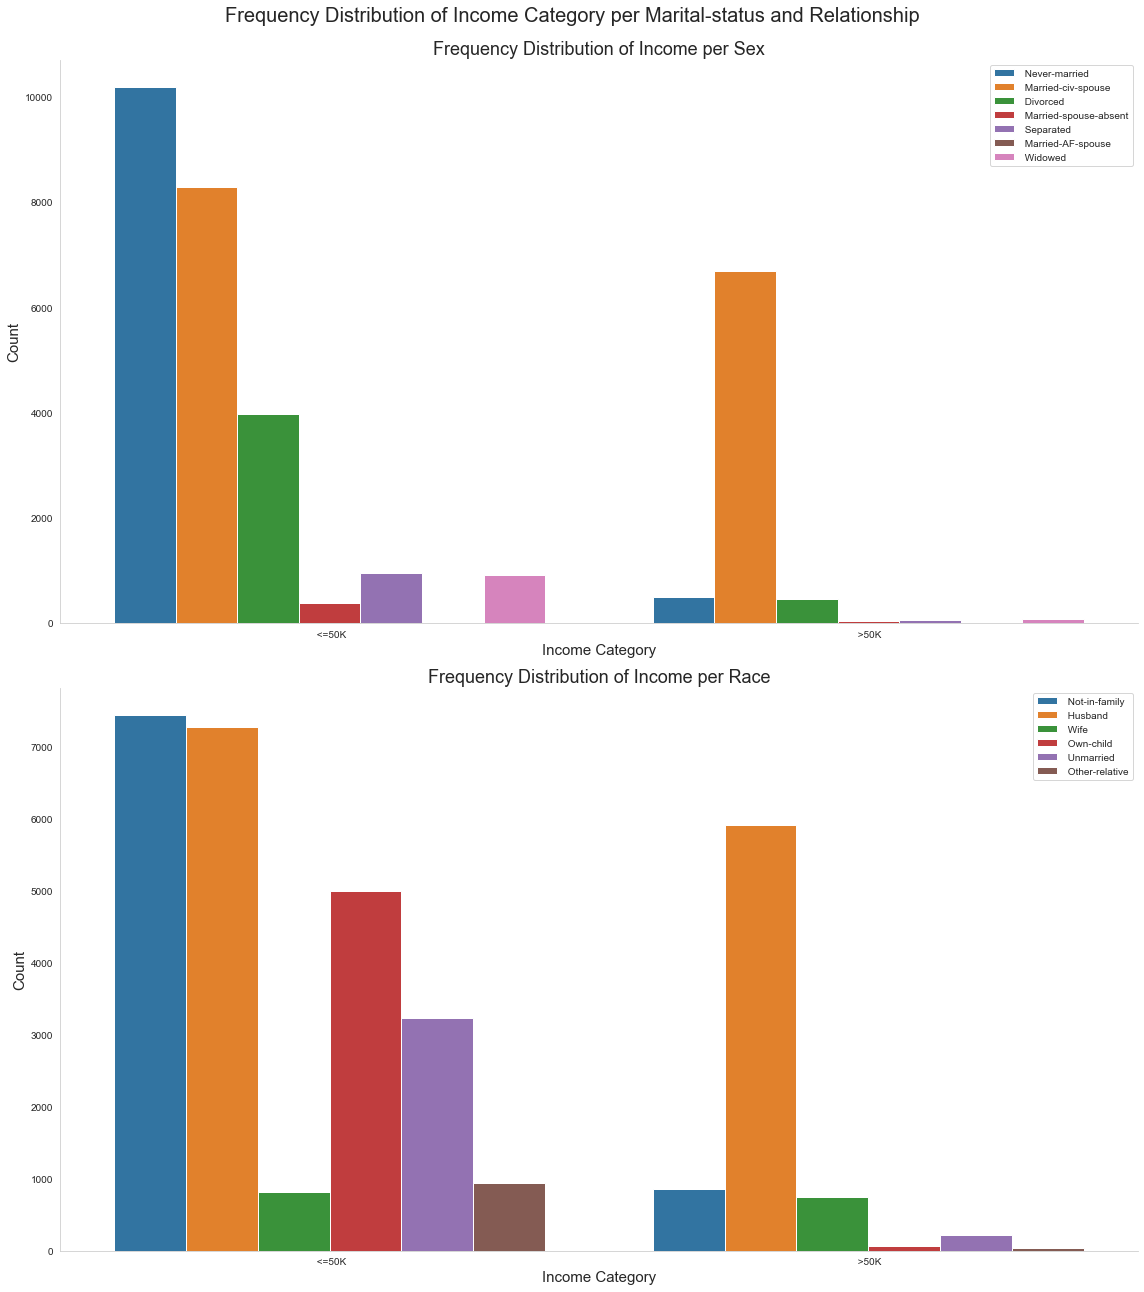 Frequency Distribution of Income Category per Marital-status and Relationship
Frequency Distribution of Income per Sex
Never-married
Married-civ-spouse
Divorced
Married-spouse-absent
Separated
Married-AF-spouse
Widowed
10000
8000
6000
4000
2000
0
Count
<=50K >50K
Income Category
Frequency Distribution of Income per Race
Not-in-family
Husband
Wife
Own-child
Unmarried
Other-relative
7000
6000
5000
4000
3000
2000
1000
0
Count
<=50K >50K
Income Category